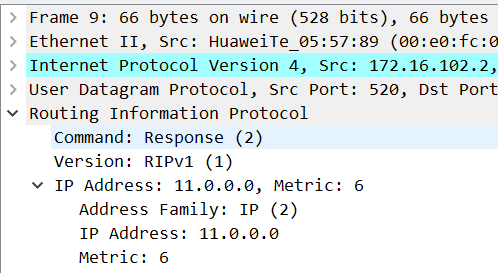 Frame 9: 66 bytes on wire (528 bits), 66 bytes
Ethernet II, Src: HuaweiTe_05:57:89 (00:e0:fc:0
Internet Protocol Version 4, Src: 172.16.102.2,
User Datagram Protocol, Src Port: 520, Dst Port
Routing Information Protocol
Command: Response (2)
Version: RIPv1 (1)
IP Address: 11.0.0.0, Metric: 6
Address Family: IP (2)
IP Address: 11.0.0.0
Metric: 6